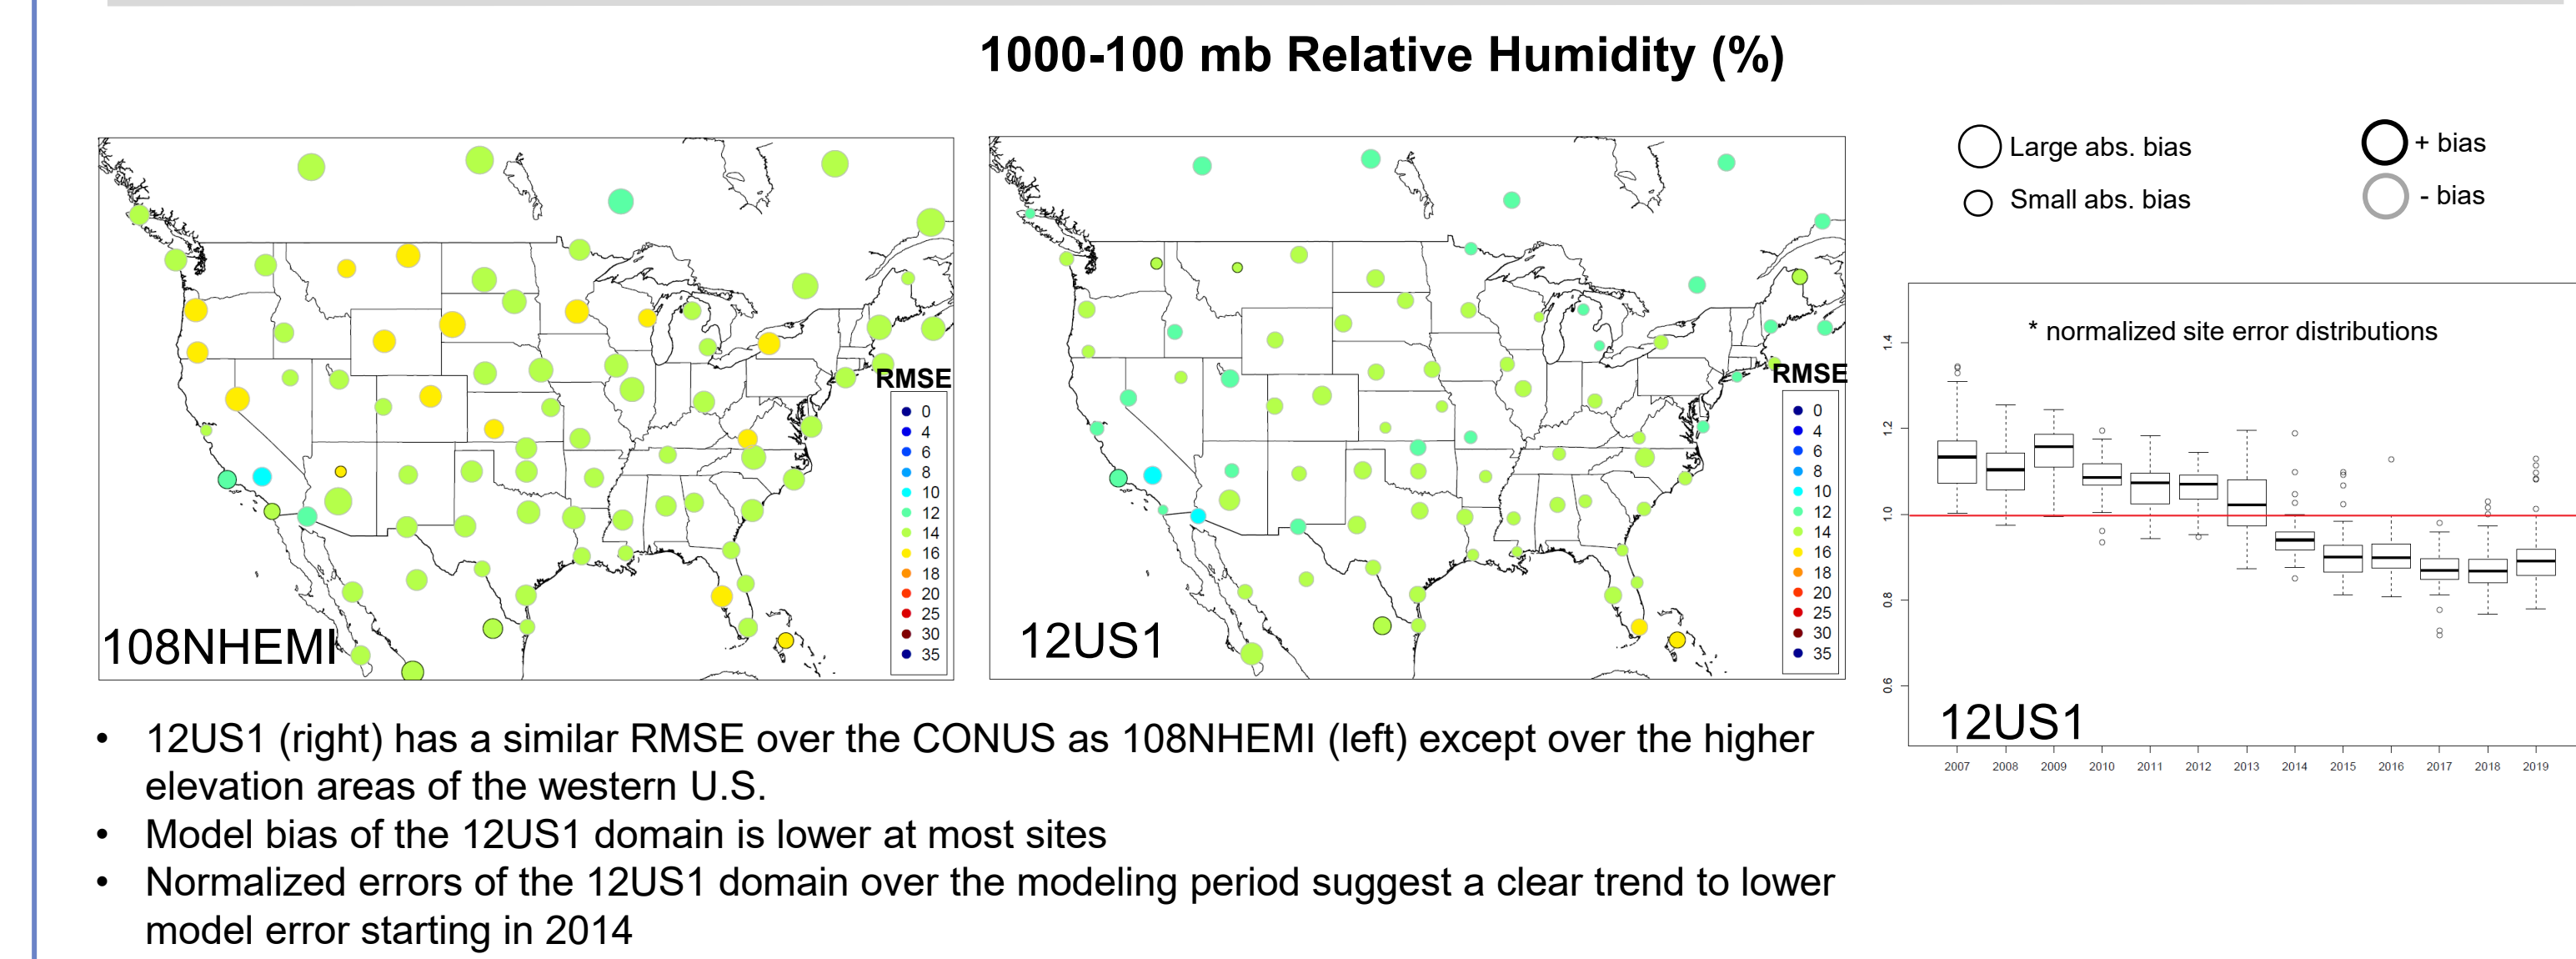 1000-100 mb Relative Humidity (%)
Large abs. bias
+ bias
Small abs. bias
- bias
108NHEMI
RMSE
0
4
6
8
10
12
14
16
18
20
25
30
35
12US1
RMSE
0
4
6
8
10
12
14
16
18
20
25
30
35
* normalized site error distributions
1.4
1.2
1.0
0.8
0.6
12US1
2007 2008 2009 2010 2011 2012 2013 2014 2015 2016 2017 2018 2019
• 12US1 (right) has a similar RMSE over the CONUS as 108NHEMI (left) except over the higher
elevation areas of the western U.S.
• Model bias of the 12US1 domain is lower at most sites
• Normalized errors of the 12US1 domain over the modeling period suggest a clear trend to lower
model error starting in 2014